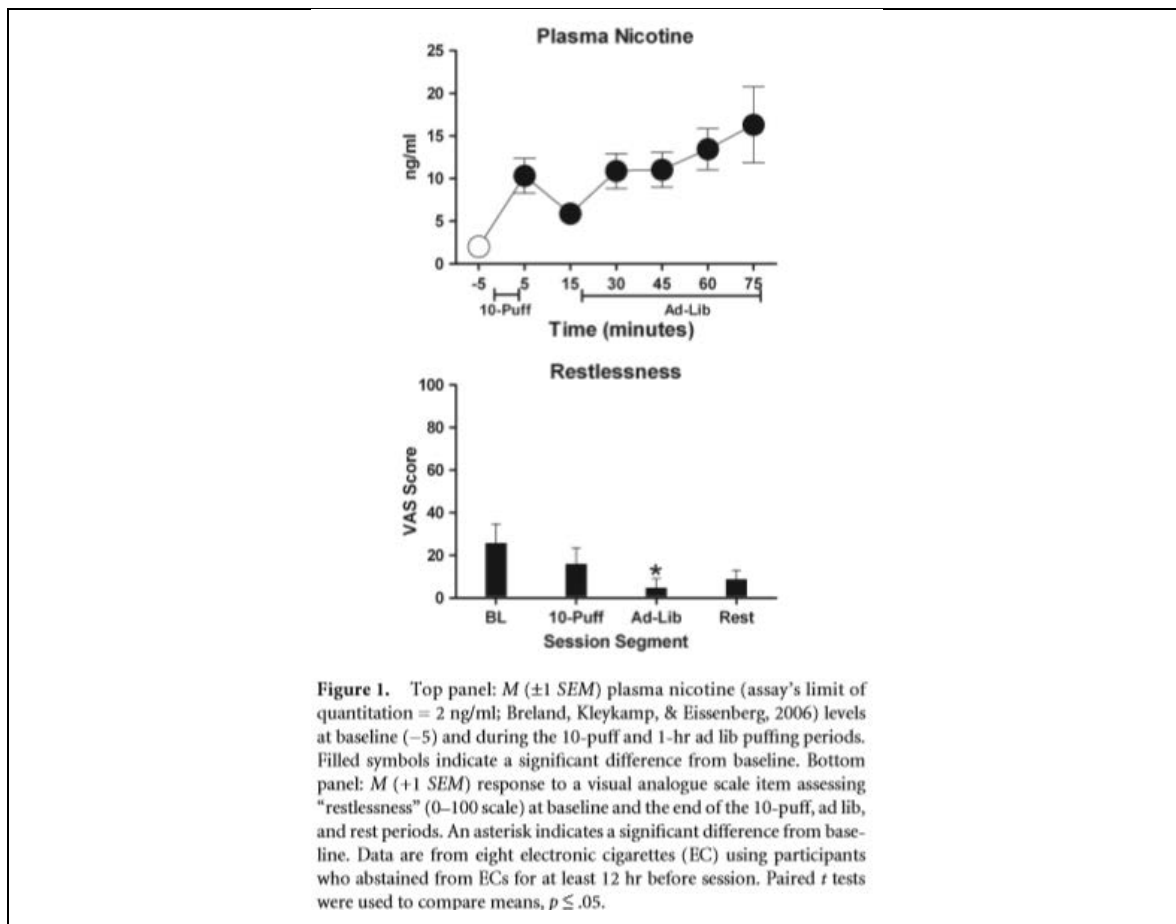 Plasma Nicotine
25
20
15
10
5
0
ng/ml
-5 5 15 30 45 60 75
10-Puff Ad-Lib
Time (minutes)
Restlessness
100
80
60
40
20
0
VAS Score
*
BL 10-Puff Ad-Lib Rest
Session Segment
Figure 1. Top panel: M (±1 SEM) plasma nicotine (assay's limit of
quantitation = 2 ng/ml; Breland, Kleykamp, & Eissenberg, 2006) levels
at baseline (−5) and during the 10-puff and 1-hr ad lib puffing periods.
Filled symbols indicate a significant difference from baseline. Bottom
panel: M (+1 SEM) response to a visual analogue scale item assessing
"restlessness" (0–100 scale) at baseline and the end of the 10-puff, ad lib,
and rest periods. An asterisk indicates a significant difference from base-
line. Data are from eight electronic cigarettes (EC) using participants
who abstained from ECs for at least 12 hr before session. Paired t tests
were used to compare means, p ≤ .05.